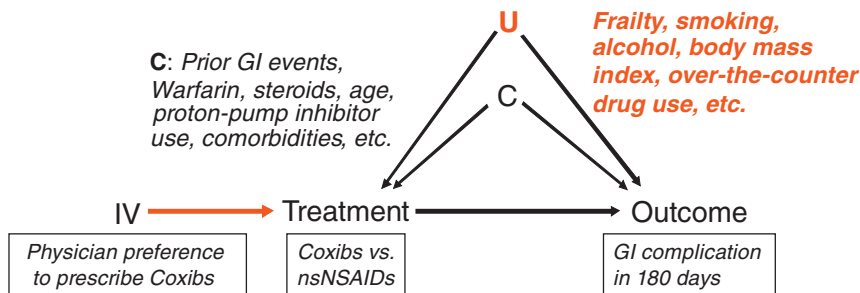 U
Frailty, smoking,
alcohol, body mass
index, over-the-counter
drug use, etc.
C: Prior GI events,
Warfarin, steroids, age,
proton-pump inhibitor
use, comorbidities, etc.
C
IV
Treatment
Outcome
Physician preference
to prescribe Coxibs
Coxibs vs.
nsNSAIDs
GI complication
in 180 days